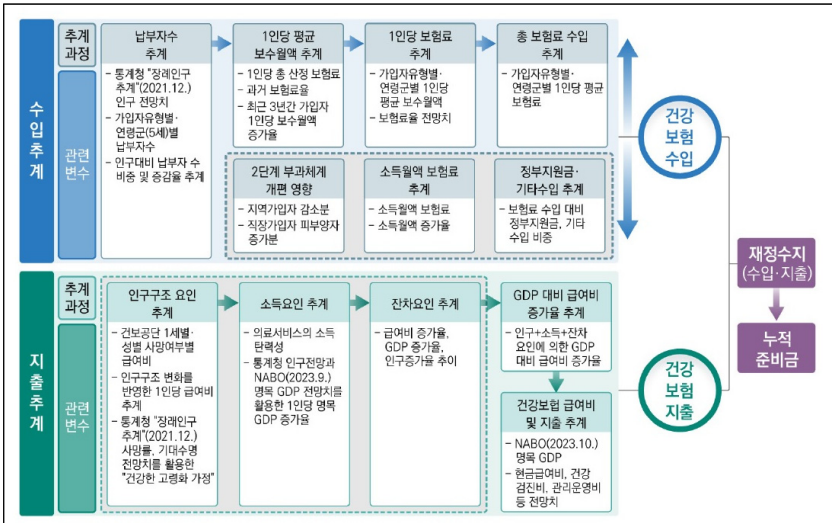 수입추계
추계
과정
관련
변수
납부자수
추계
- 통계청 "장래인구
추계"(2021.12.)
인구 전망치
- 가입자유형별·
연령군(5세)별
납부자수
- 인구대비 납부자 수
비중 및 증감율 추계
1인당 평균
보수월액 추계
- 1인당 총 산정 보험료
- 과거 보험료율
- 최근 3년간 가입자
1인당 보수월액
증가율
1인당 보험료
추계
- 가입자유형별·
연령군별 1인당
평균 보수월액
- 보험료율 전망치
총 보험료 수입
추계
- 가입자유형별·
연령군별 1인당 평균
보험료
2단계 부과체계
개편 영향
- 지역가입자 감소분
- 직장가입자 피부양자
증가분
소득월액 보험료
추계
- 소득월액 보험료
- 소득월액 증가율
정부지원금·
기타수입 추계
- 보험료 수입 대비
정부지원금, 기타
수입 비중
건강
보험
수입
지출추계
추계
과정
관련
변수
인구구조 요인
추계
- 건보공단 1세별·
성별 사망여부별
급여비
- 인구구조 변화를
반영한 1인당 급여비
추계
- 통계청 "장래인구
추계"(2021.12.)
사망률, 기대수명
전망치를 활용한
"건강한 고령화 가정"
소득요인 추계
- 의료서비스의 소득
탄력성
- 통계청 인구전망과
NABO(2023.9.)
명목 GDP 전망치를
활용한 1인당 명목
GDP 증가율
잔차요인 추계
- 급여비 증가율,
GDP 증가율,
인구증가율 추이
GDP 대비 급여비
증가율 추계
- 인구+소득+잔차
요인에 의한 GDP
대비 급여비 증가율
건강보험 급여비
및 지출 추계
- NABO(2023.10.)
명목 GDP
- 현금급여비, 건강
검진비, 관리운영비
등 전망치
건강
보험
지출
재정수지
(수입·지출)
누적
준비금